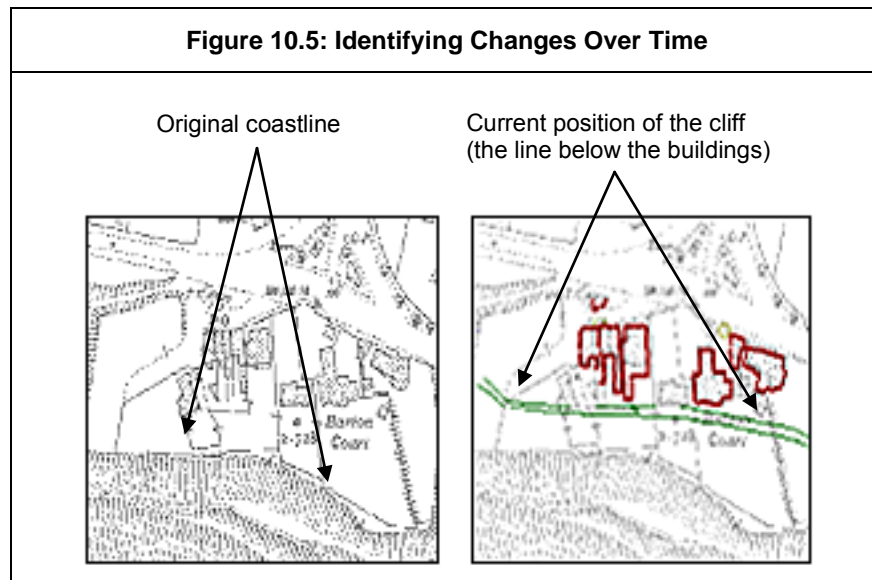 Figure 10.5: Identifying Changes Over Time
Original coastline
Current position of the cliff
(the line below the buildings)
Barton
Court
Court